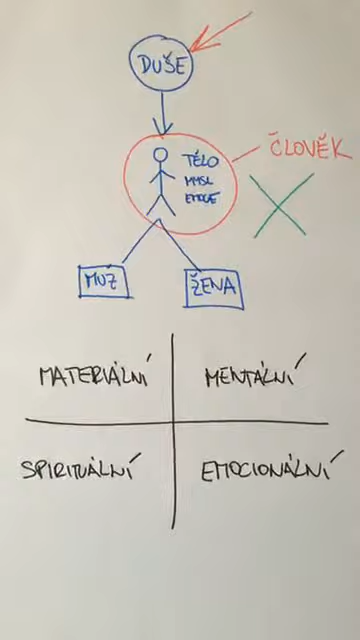 DUŠE
TĚLO
MYSL
EMOCE
ČLOVĚK
MUŽ
ŽENA
MATERIÁLNÍ
MENTÁLNÍ
SPIRITUÁLNÍ
EMOCIONÁLNÍ